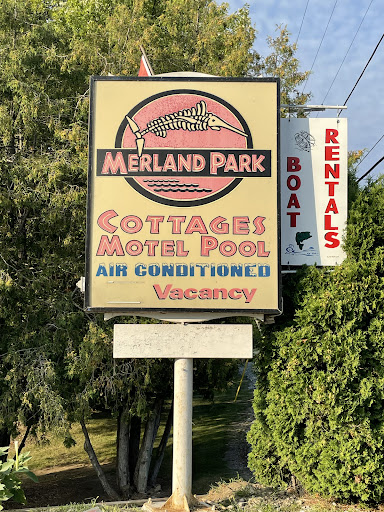 MERLAND PARK
COTTAGES
MOTEL POOL
AIR CONDITIONED
Vacancy
BOAT
RENTALS